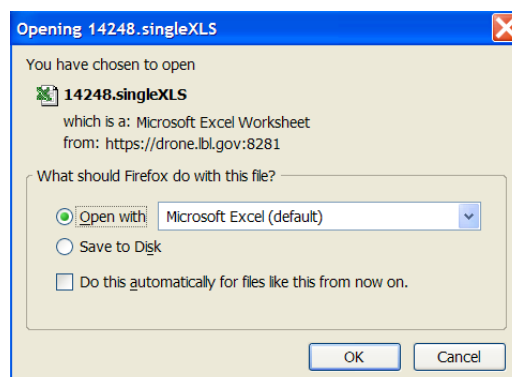 Opening 14248.singleXLS
You have chosen to open
14248.singleXLS
which is a: Microsoft Excel Worksheet
from: https://drone.lbl.gov:8281
What should Firefox do with this file?
Open with Microsoft Excel (default)
Save to Disk
Do this automatically for files like this from now on.
OK Cancel